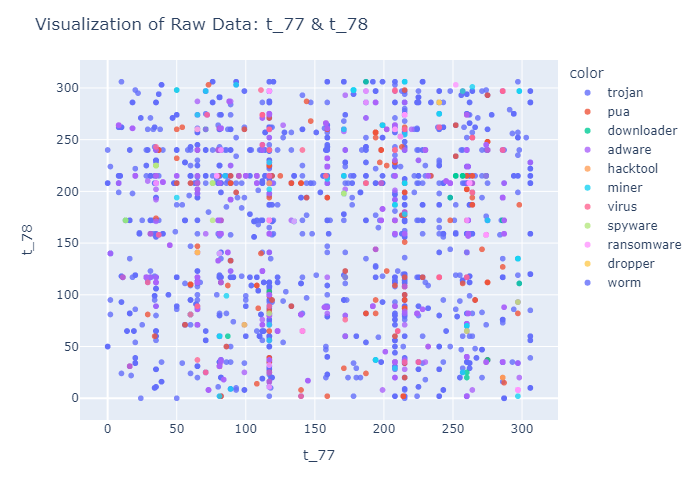 Visualization of Raw Data: t_77 & t_78
color
trojan
pua
downloader
adware
hacktool
miner
virus
spyware
ransomware
dropper
worm
300
250
200
150
100
50
0
t_78
0 50 100 150 200 250 300
t_77